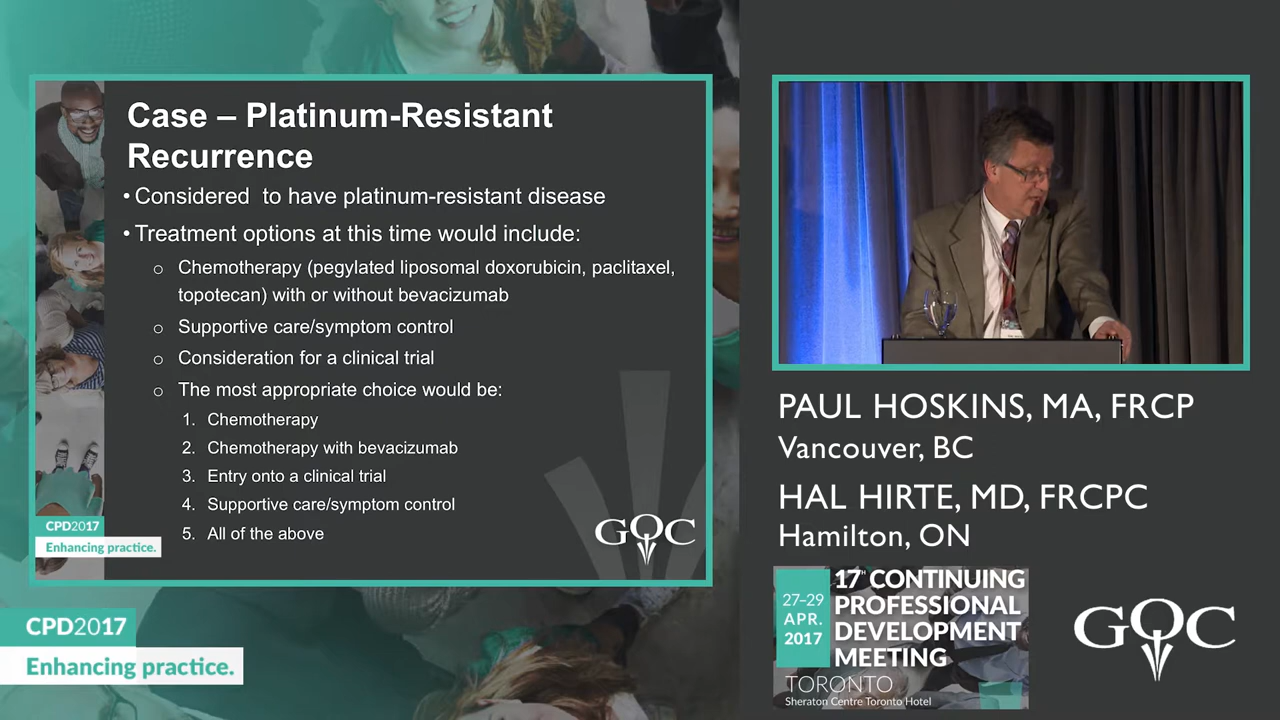 Case – Platinum-Resistant
Recurrence
• Considered  to have platinum-resistant disease
• Treatment options at this time would include:
o Chemotherapy (pegylated liposomal doxorubicin, paclitaxel,
topotecan) with or without bevacizumab
o Supportive care/symptom control
o Consideration for a clinical trial
o The most appropriate choice would be:
1. Chemotherapy
2. Chemotherapy with bevacizumab
3. Entry onto a clinical trial
4. Supportive care/symptom control
5. All of the above
CPD2017
Enhancing practice.
GOC
PAUL HOSKINS, MA, FRCP
Vancouver, BC
HAL HIRTE, MD, FRCPC
Hamilton, ON
27–29
APR.
2017
17TH CONTINUING
PROFESSIONAL
DEVELOPMENT
MEETING
TORONTO
Sheraton Centre Toronto Hotel
GOC
CPD2017
Enhancing practice.